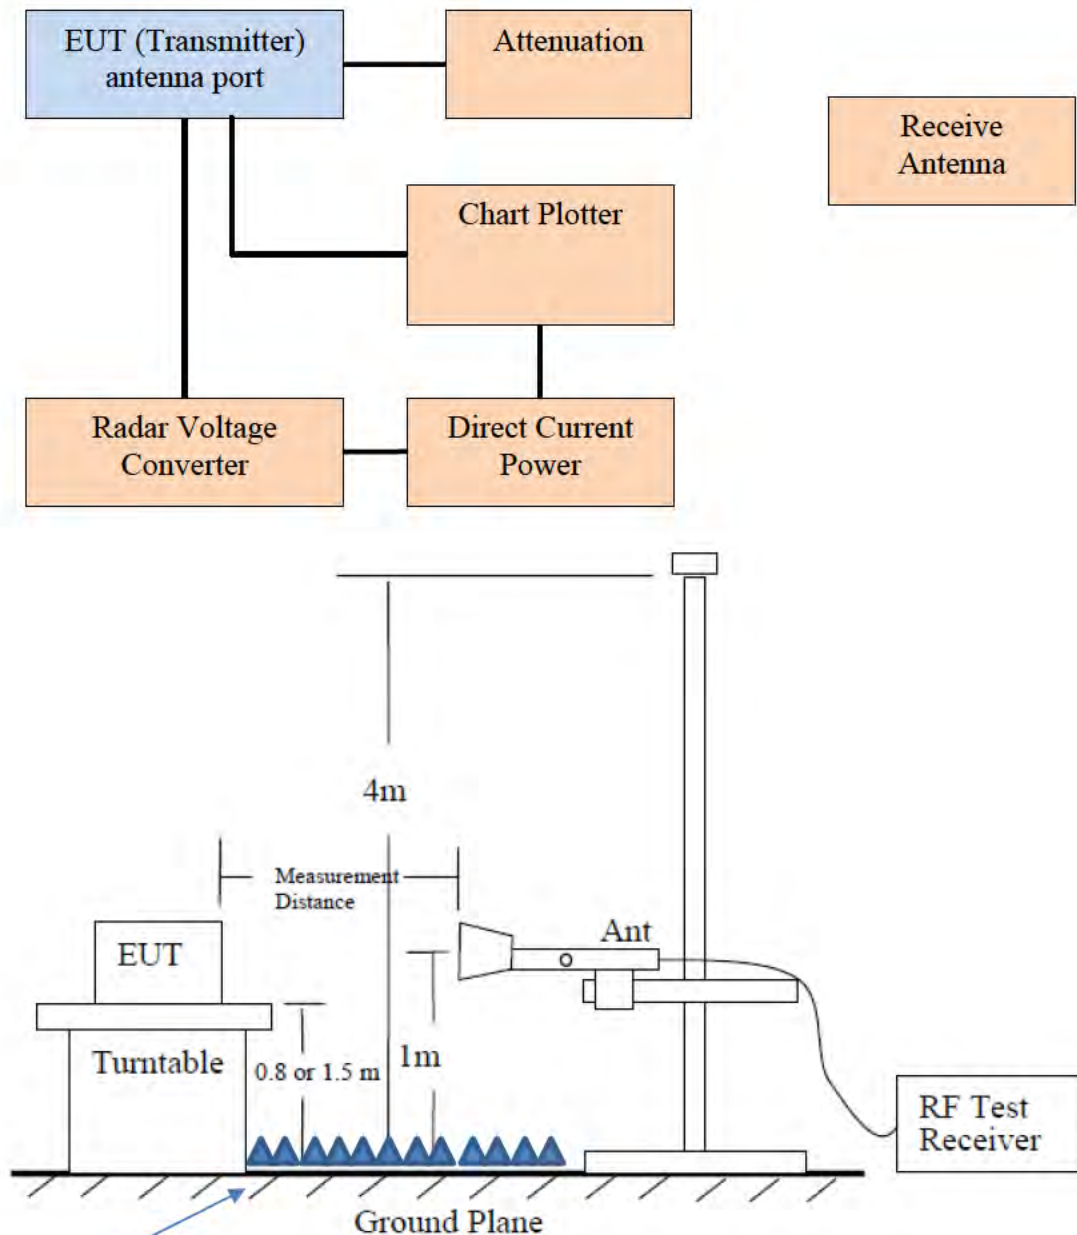 EUT (Transmitter)
antenna port
Attenuation
Receive
Antenna
Chart Plotter
Radar Voltage
Converter
Direct Current
Power
4m
Measurement
Distance
Ant
EUT
Turntable
0.8 or 1.5 m
1m
RF Test
Receiver
Ground Plane